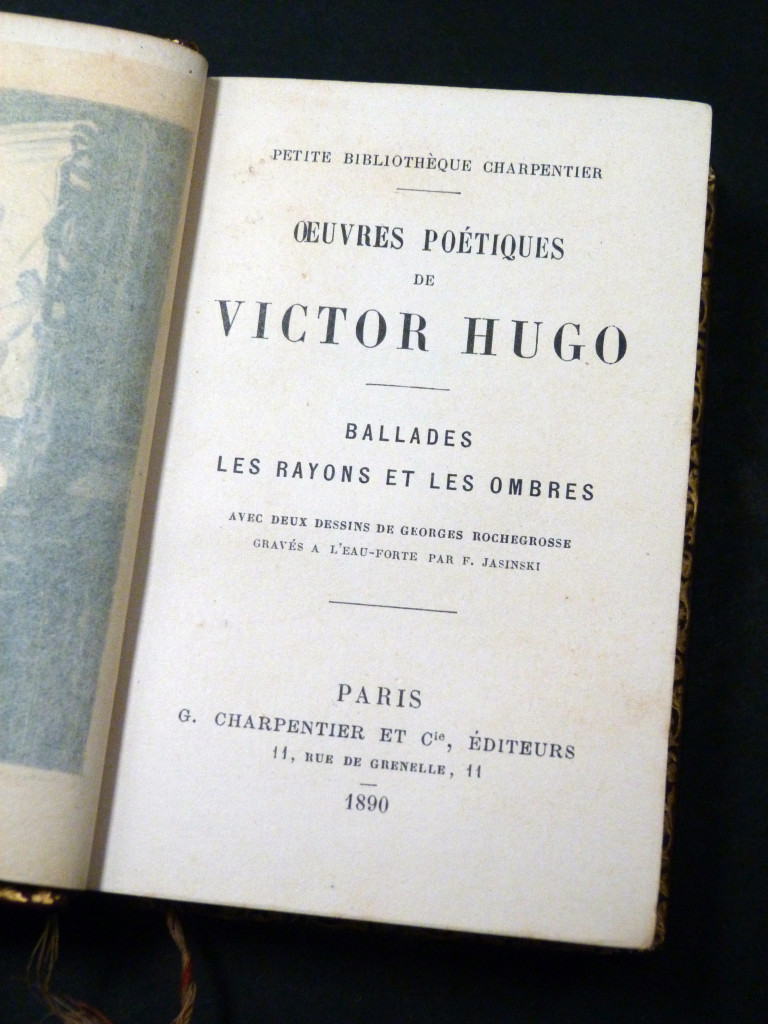 PETITE BIBLIOTHÈQUE CHARPENTIER
ŒUVRES POÉTIQUES
DE
VICTOR HUGO
BALLADES
LES RAYONS ET LES OMBRES
AVEC DEUX DESSINS DE GEORGES ROCHEGROSSE
GRAVÉS A L'EAU-FORTE PAR F. JASINSKI
PARIS
G. CHARPENTIER ET Cie, ÉDITEURS
11, RUE DE GRENELLE, 11
1890